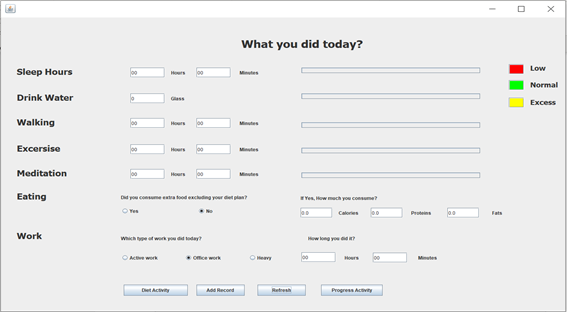 What you did today?
Sleep Hours 00 Hours 00 Minutes Low
Drink Water 0 Glass Normal
Walking 00 Hours 00 Minutes Excess
Excersise 00 Hours 00 Minutes
Meditation 00 Hours 00 Minutes
Eating Did you consume extra food excluding your diet plan? If Yes, How much you consume?
Yes No 0.0 Calories 0.0 Proteins 0.0 Fats
Work Which type of work you did today? How long you did it?
Active work Office work Heavy 00 Hours 00 Minutes
Diet Activity Add Record Refresh Progress Activity